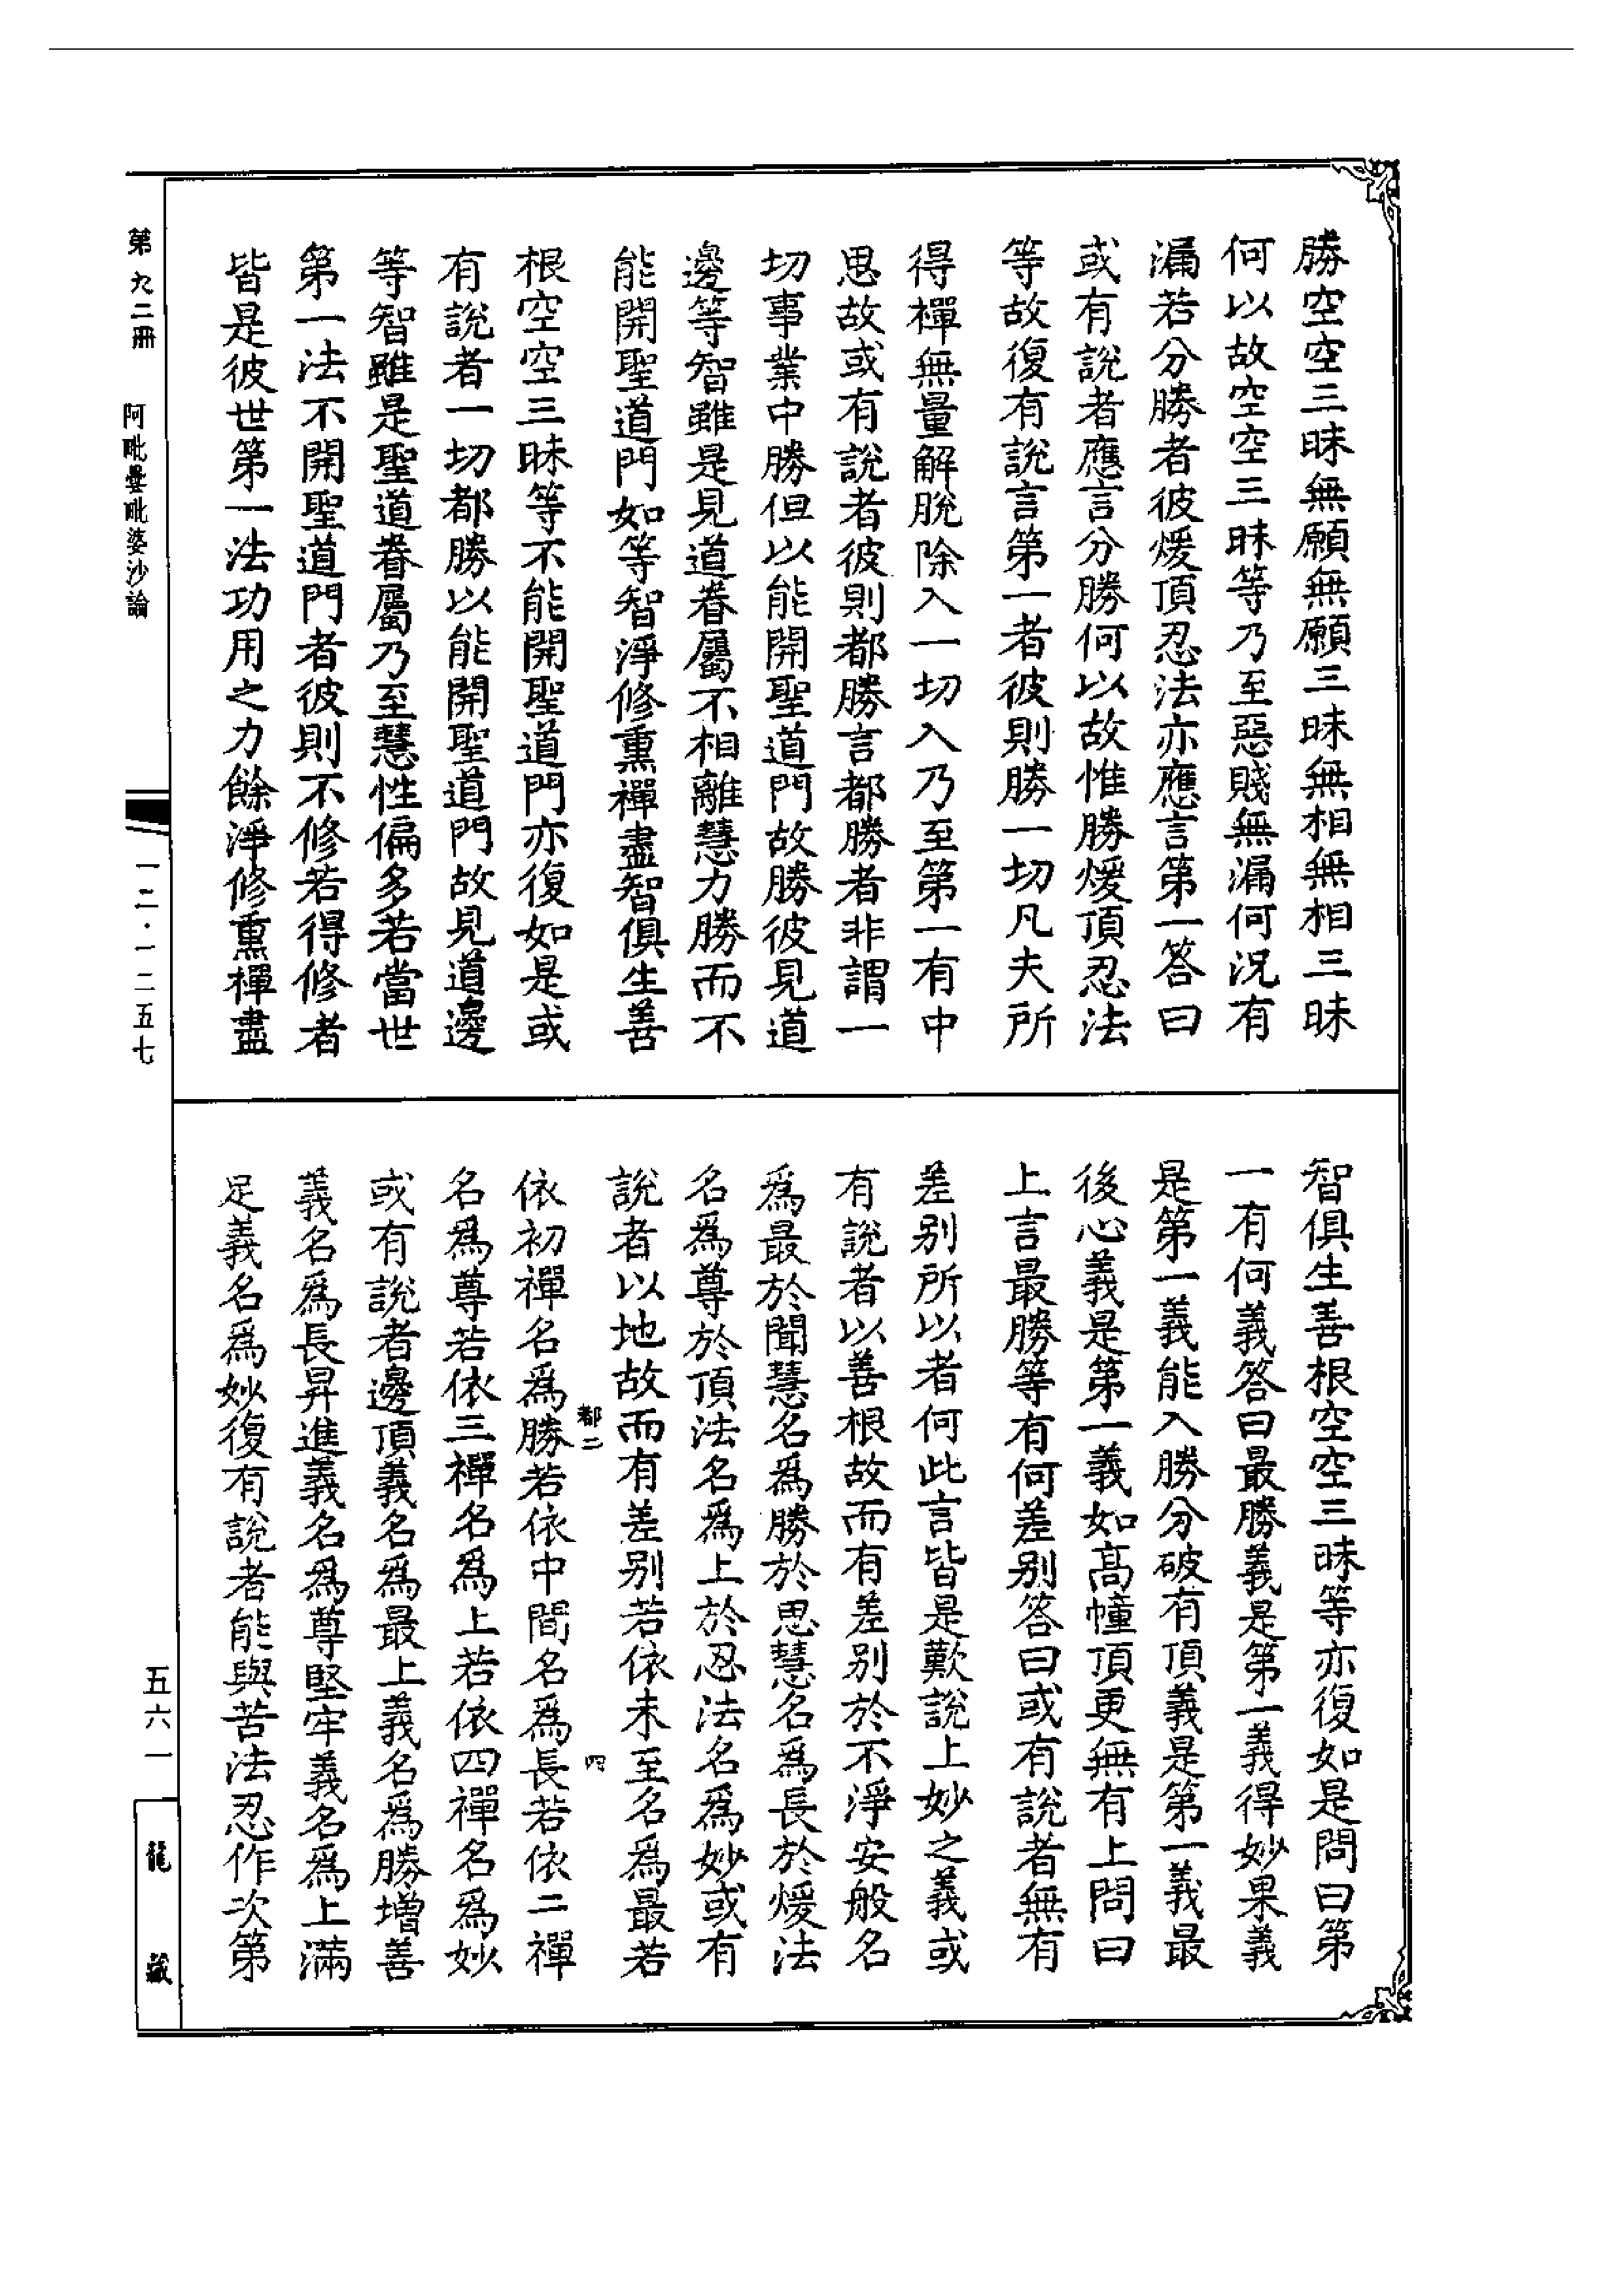 勝空空三昧無願無願三昧無相無相三昧
何以故空空三昧等乃至惡賤無漏何況有
漏若分勝者彼煖頂忍法亦應言第一答曰
或有說者應言分勝何以故惟勝煖頂忍法
等故復有說言第一者彼則勝一切凡夫所
得禪無量解脫除入一切入乃至第一有中
思故或有說者彼則都勝言都勝者非謂一
切事業中勝但以能開聖道門故勝彼見道
邊等智雖是見道眷屬不相離慧力勝而不
能開聖道門如等智淨修熏禪盡智俱生善
根空空三昧等不能開聖道門亦復如是或
有說者一切都勝以能開聖道門故見道邊
等智雖是聖道眷屬乃至慧性偏多若當世
第一法不開聖道門者彼則不修若得修者
皆是彼世第一法功用之力餘淨修熏禪盡
智俱生善根空空三昧等亦復如是問曰第
一有何義答曰最勝義是第一義得妙果義
是第一義能入勝分破有頂義是第一義最
後心義是第一義如高幢頂更無有上問曰
上言最勝等有何差別答曰或有說者無有
差別所以者何此言皆是歎說上妙之義或
有說者以善根故而有差別於不淨安般名
為最於聞慧名為勝於思慧名為長於煖法
名為尊於頂法名為上於忍法名為妙或有
說者以地故而有差別若依未至名為最若
依初禪名為勝若依中間名為長若依二禪
名為尊若依三禪名為上若依四禪名為妙
或有說者邊頂義名為最上義名為勝增善
義名為長昇進義名為尊堅牢義名為上滿
足義名為妙復有說者能與苦法忍作次第
都二
四
第九二冊
阿毗曇毗婆沙論
一二·一二五七
五六一
龍藏